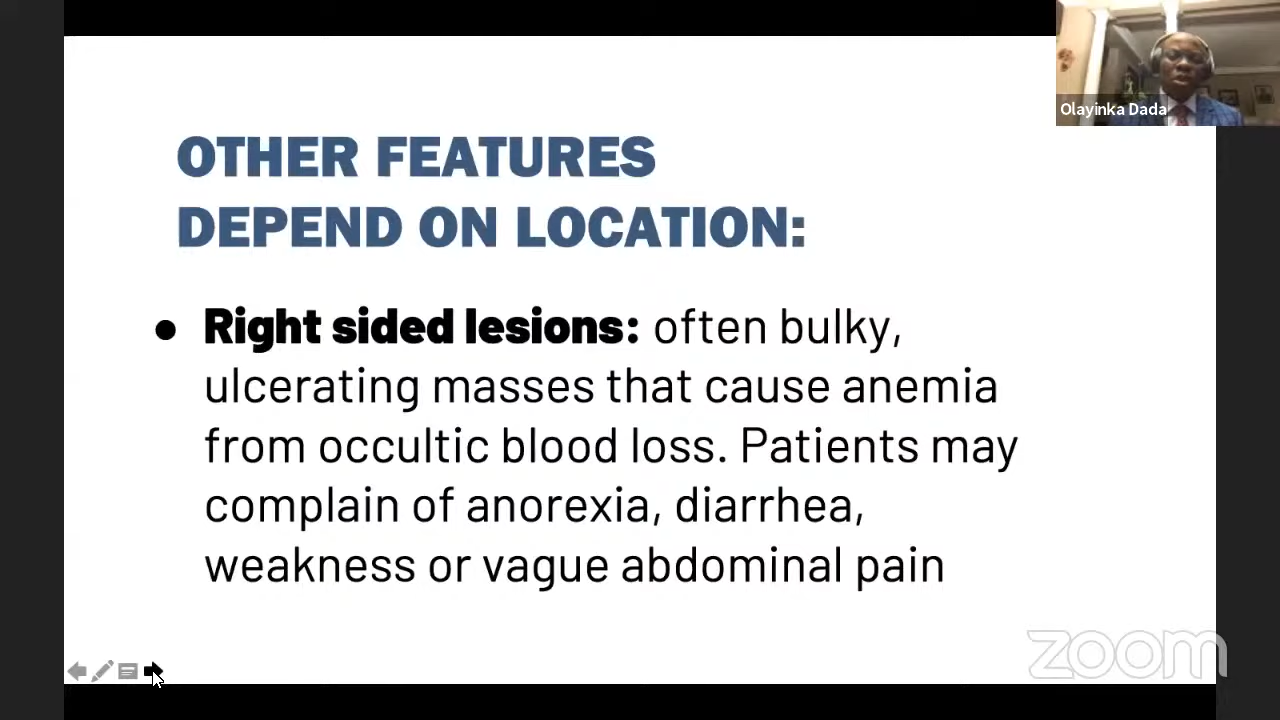 Olayinka Dada
OTHER FEATURES
DEPEND ON LOCATION:
● Right sided lesions: often bulky,
ulcerating masses that cause anemia
from occultic blood loss. Patients may
complain of anorexia, diarrhea,
weakness or vague abdominal pain
zoom